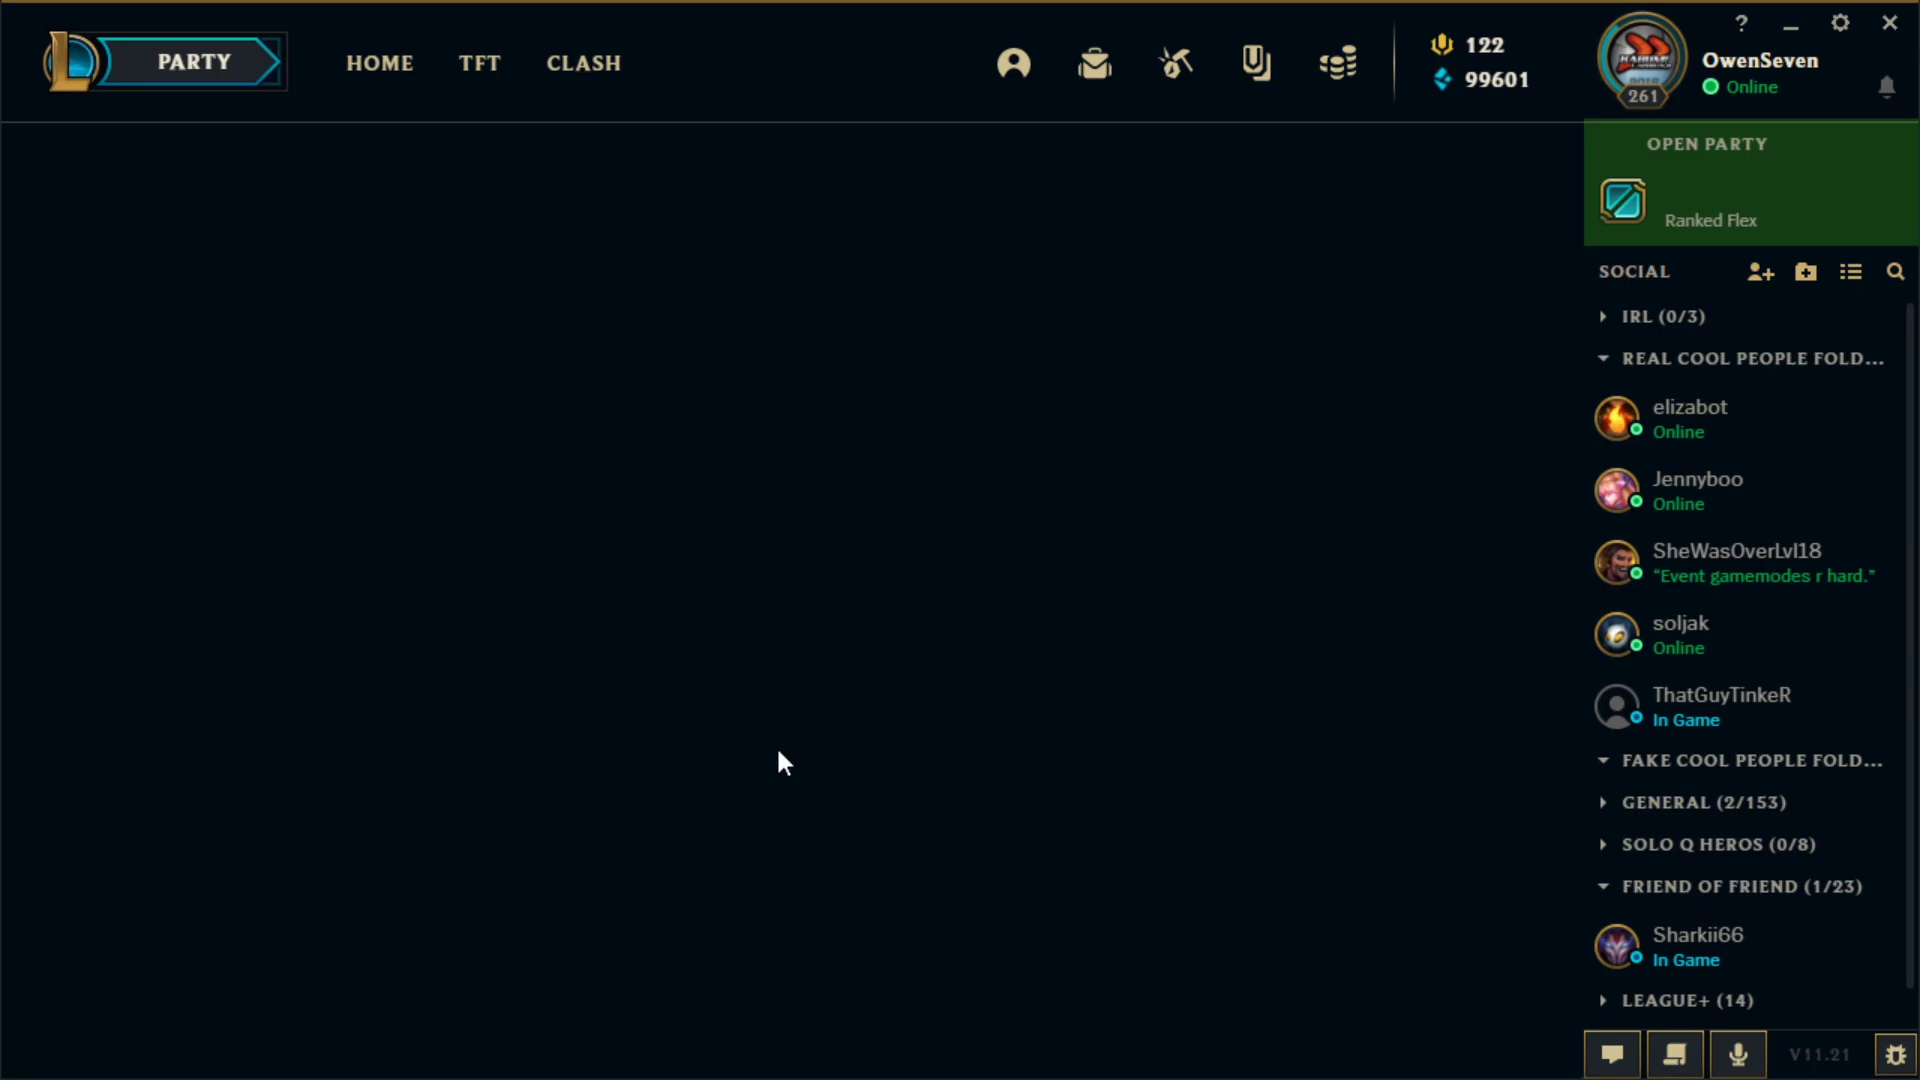 PARTY
HOME
TFT
CLASH
122
99601
261
?
OwenSeven
Online
OPEN PARTY
Ranked Flex
SOCIAL
IRL (0/3)
REAL COOL PEOPLE FOLD...
elizabot
Online
Jennyboo
Online
SheWasOverLvl18
"Event gamemodes r hard."
soljak
Online
ThatGuyTinkeR
In Game
FAKE COOL PEOPLE FOLD...
GENERAL (2/153)
SOLO Q HEROS (0/8)
FRIEND OF FRIEND (1/23)
Sharkii66
In Game
LEAGUE+ (14)
V11.21